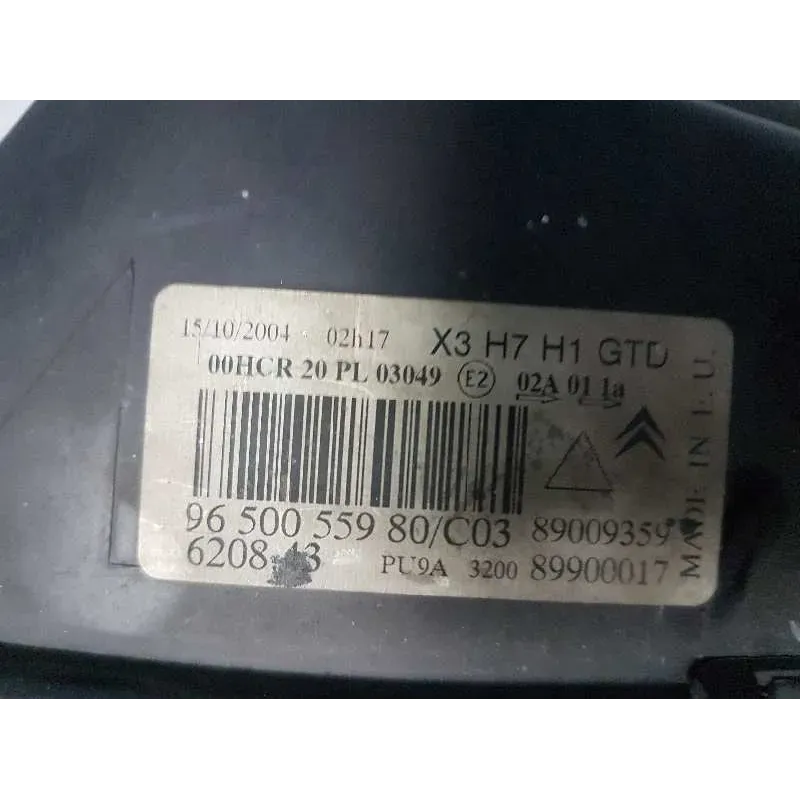 15/10/2004 02h17 X3 H7 H1 GTD
00HCR 20 PL 03049 E2 02A 01 1a
96 500 559 80/C03 89009359
PU9A 3200 89900017
MADE IN E.U.